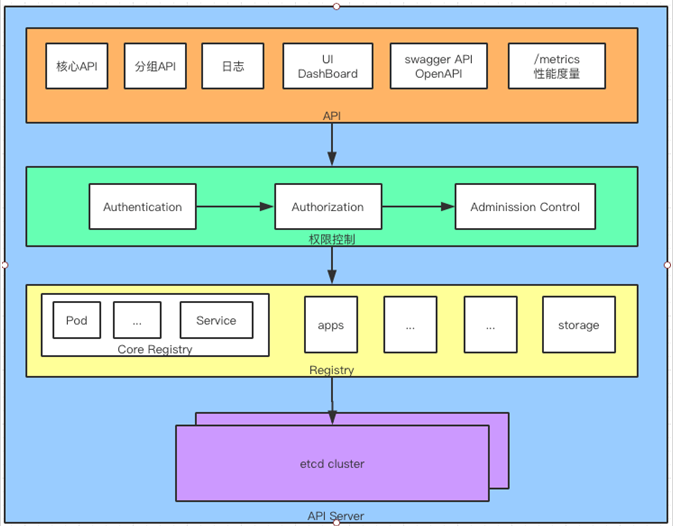 核心API
分组API
日志
UI
DashBoard
swagger API
OpenAPI
/metrics
性能度量
API
Authentication
Authorization
Adminission Control
权限控制
Pod
...
Service
Core Registry
apps
...
...
storage
Registry
etcd cluster
API Server